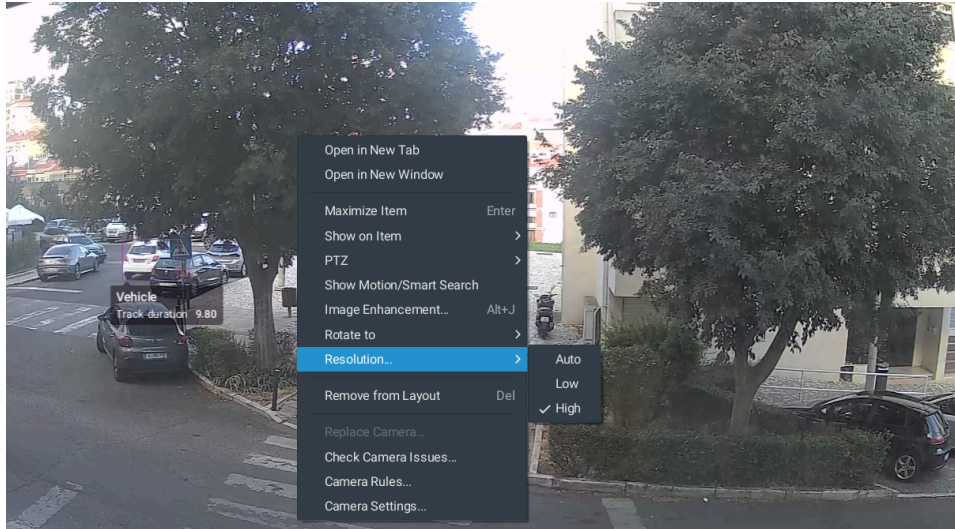 Open in New Tab
Open in New Window
Maximize Item Enter
Show on Item
PTZ
Show Motion/Smart Search
Image Enhancement... Alt+J
Rotate to
Resolution...
Auto
Low
High
Remove from Layout Del
Replace Camera...
Check Camera Issues...
Camera Rules...
Camera Settings...
Vehicle
Track duration 9.80